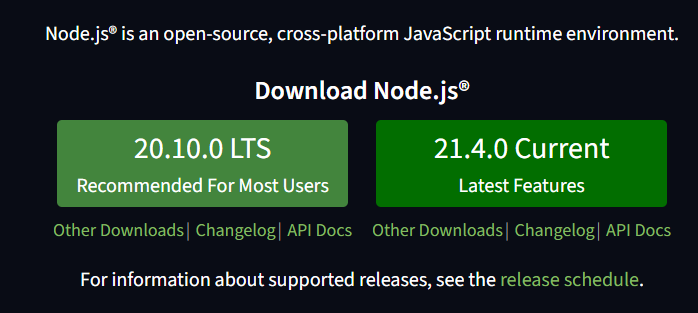 Node.js® is an open-source, cross-platform JavaScript runtime environment.
Download Node.js®
20.10.0 LTS
Recommended For Most Users
Other Downloads| Changelog| API Docs
21.4.0 Current
Latest Features
Other Downloads| Changelog| API Docs
For information about supported releases, see the release schedule.